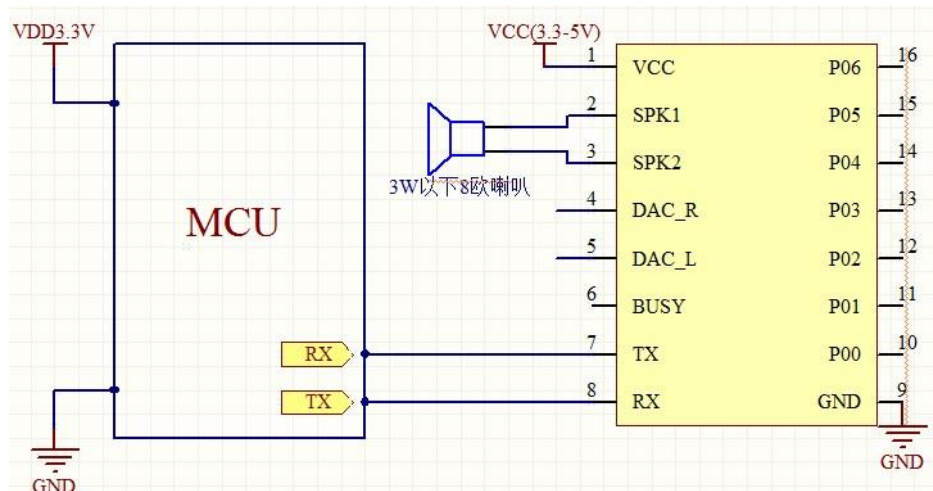 VDD3.3V
VCC(3.3-5V)
MCU
RX
TX
GND
3W以下8欧喇叭
1 VCC P06 16
2 SPK1 P05 15
3 SPK2 P04 14
4 DAC_R P03 13
5 DAC_L P02 12
6 BUSY P01 11
7 TX P00 10
8 RX GND 9
GND